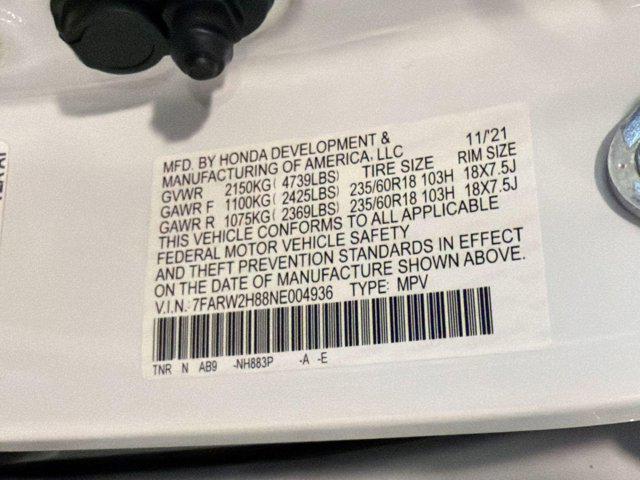 MFD. BY HONDA DEVELOPMENT & 11/'21
MANUFACTURING OF AMERICA, LLC
TIRE SIZE RIM SIZE
GVWR 2150KG ( 4739LBS)
GAWR F 1100KG ( 2425LBS) 235/60R18 103H 18X7.5J
GAWR R 1075KG ( 2369LBS) 235/60R18 103H 18X7.5J
THIS VEHICLE CONFORMS TO ALL APPLICABLE
FEDERAL MOTOR VEHICLE SAFETY
AND THEFT PREVENTION STANDARDS IN EFFECT
ON THE DATE OF MANUFACTURE SHOWN ABOVE.
V.I.N.: 7FARW2H88NE004936 TYPE: MPV
TNR N AB9 -NH883P -A -E